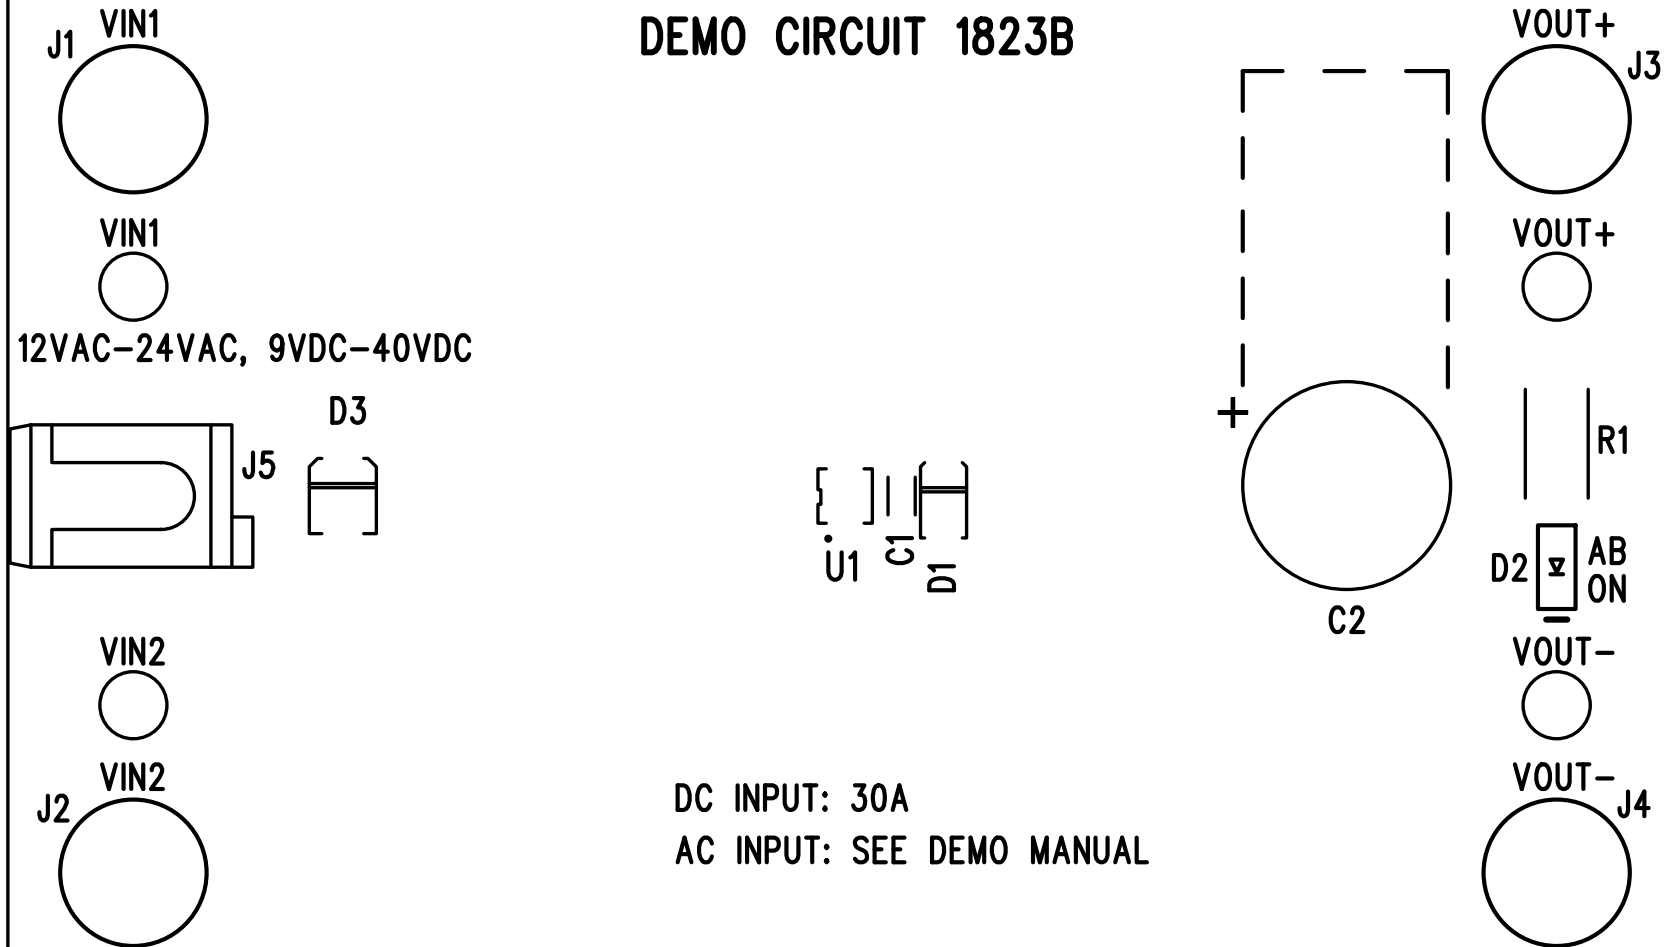 DEMO CIRCUIT 1823B
VIN1
J1
VOUT+
J3
VIN1
VOUT+
12VAC-24VAC, 9VDC-40VDC
D3
J5
+
R1
U1
C1
D1
C2
D2
AB
ON
VIN2
VOUT-
VIN2
J2
VOUT-
J4
DC INPUT: 30A
AC INPUT: SEE DEMO MANUAL